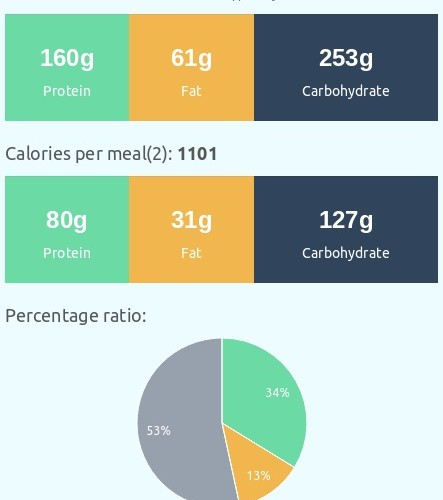 160g 61g 253g
Protein Fat Carbohydrate
Calories per meal(2): 1101
80g 31g 127g
Protein Fat Carbohydrate
Percentage ratio:
34%
53%
13%